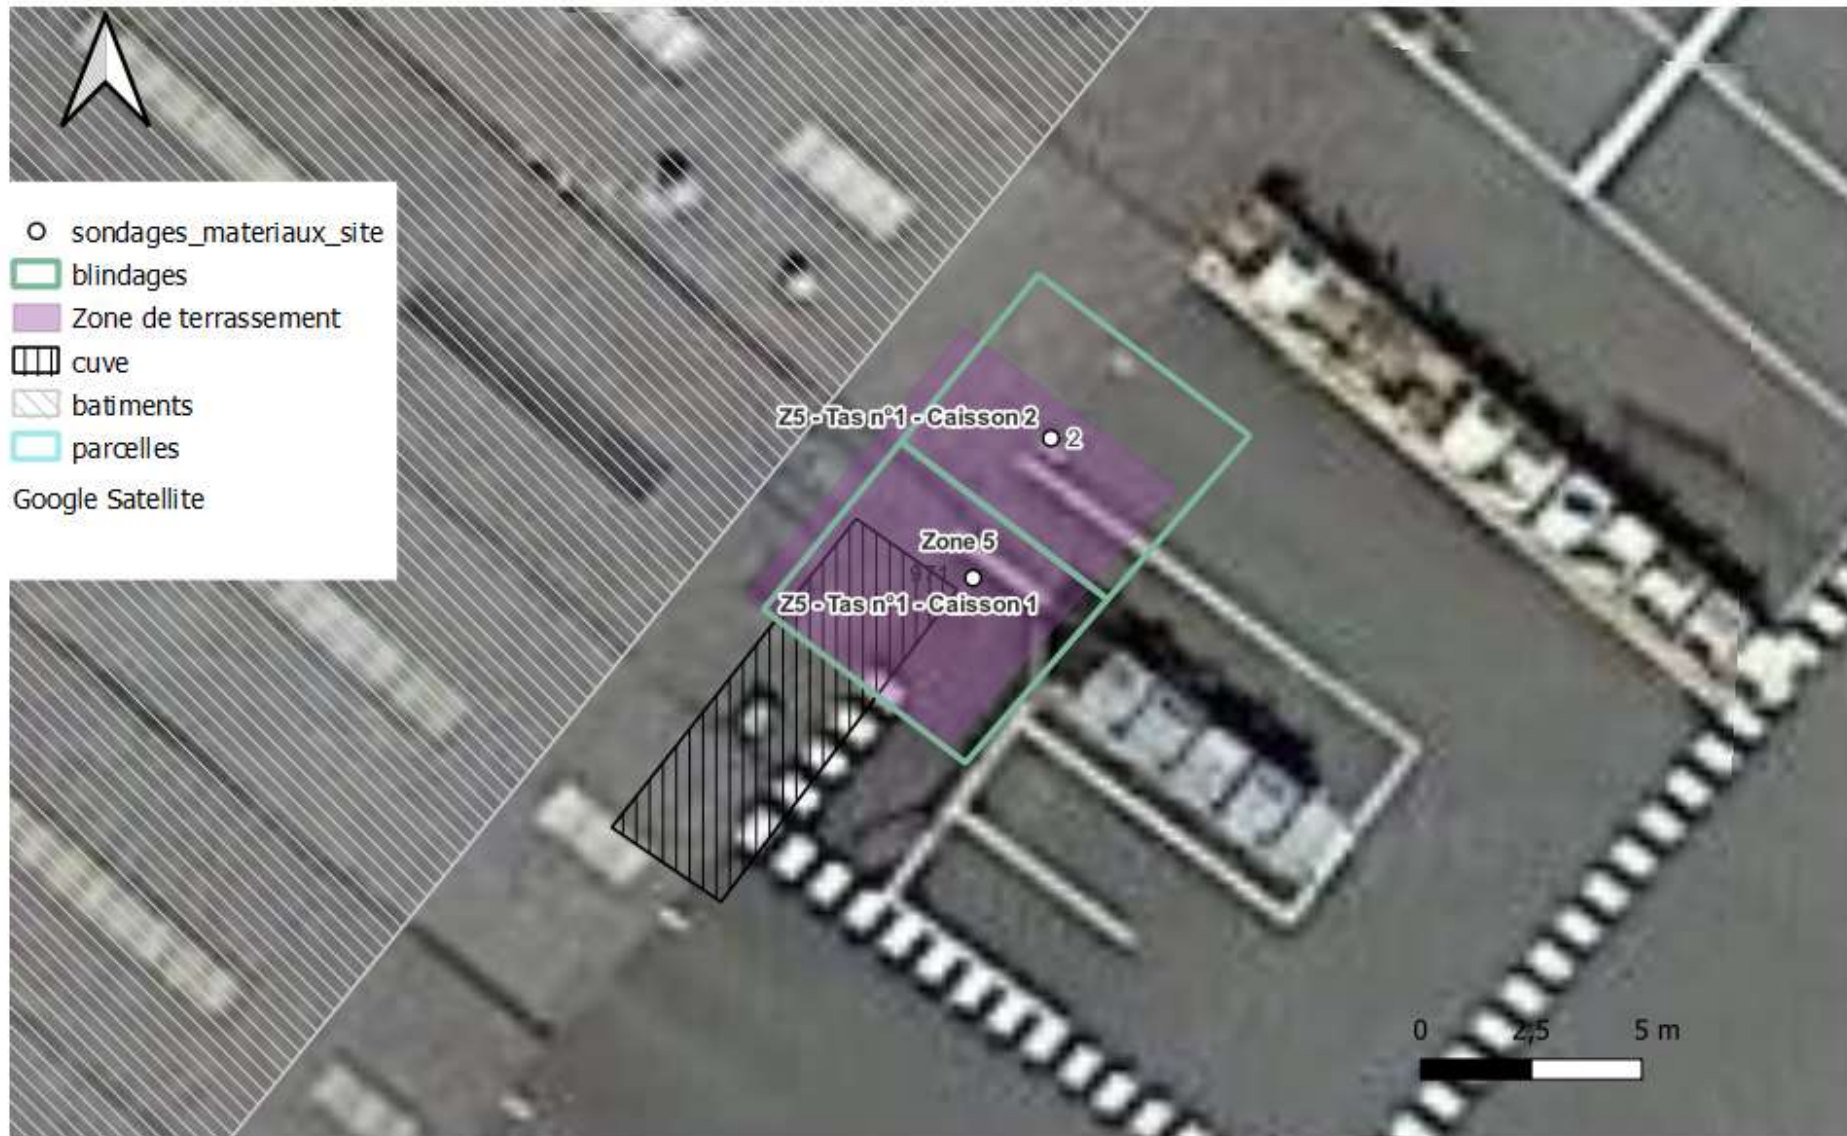 sondages_materiaux_site
blindages
Zone de terrassement
cuve
batiments
parcelles
Google Satellite
Z5 - Tas n°1 - Caisson 2
2
Zone 5
Z5 - Tas n°1 - Caisson 1
0 2,5 5 m